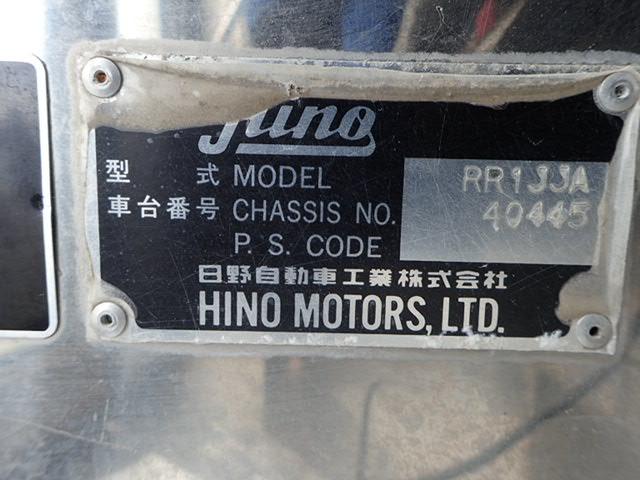 Hino
型 式 MODEL RR1JJA
車台番号 CHASSIS NO. 40445
P. S. CODE
日野自動車工業株式会社
HINO MOTORS, LTD.